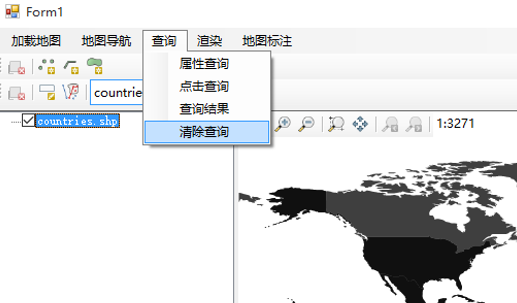 Form1
加载地图 地图导航 查询 渲染 地图标注
属性查询
点击查询
查询结果
清除查询
countrie
countries.shp
1:3271